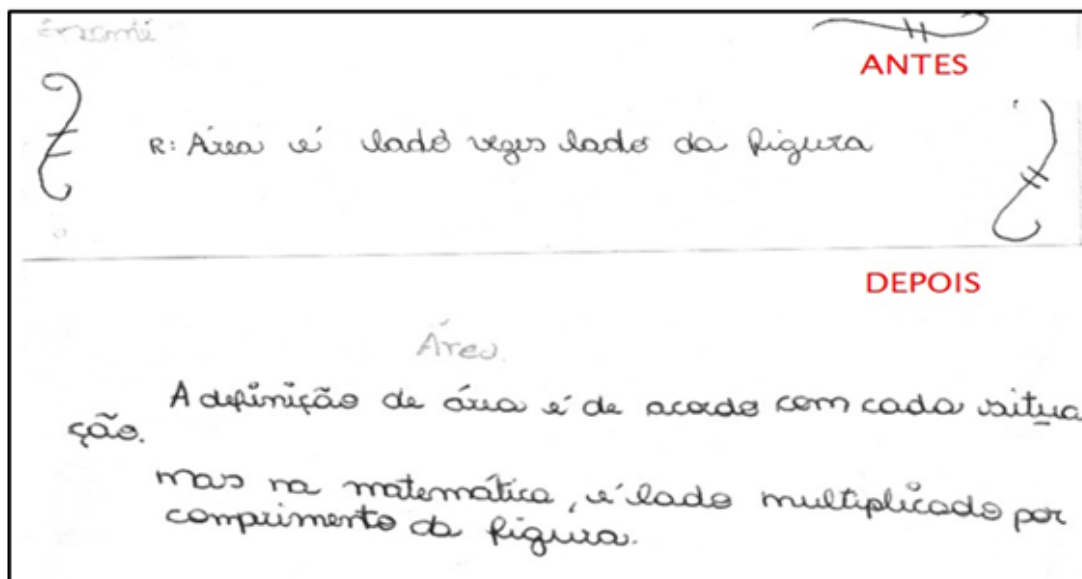 ANTES
R: Área é lado vezes lado da figura
DEPOIS
Área.
A definição de área é de acordo com cada situa
ção.
mas na matemática, é lado multiplicado por
comprimento da figura.